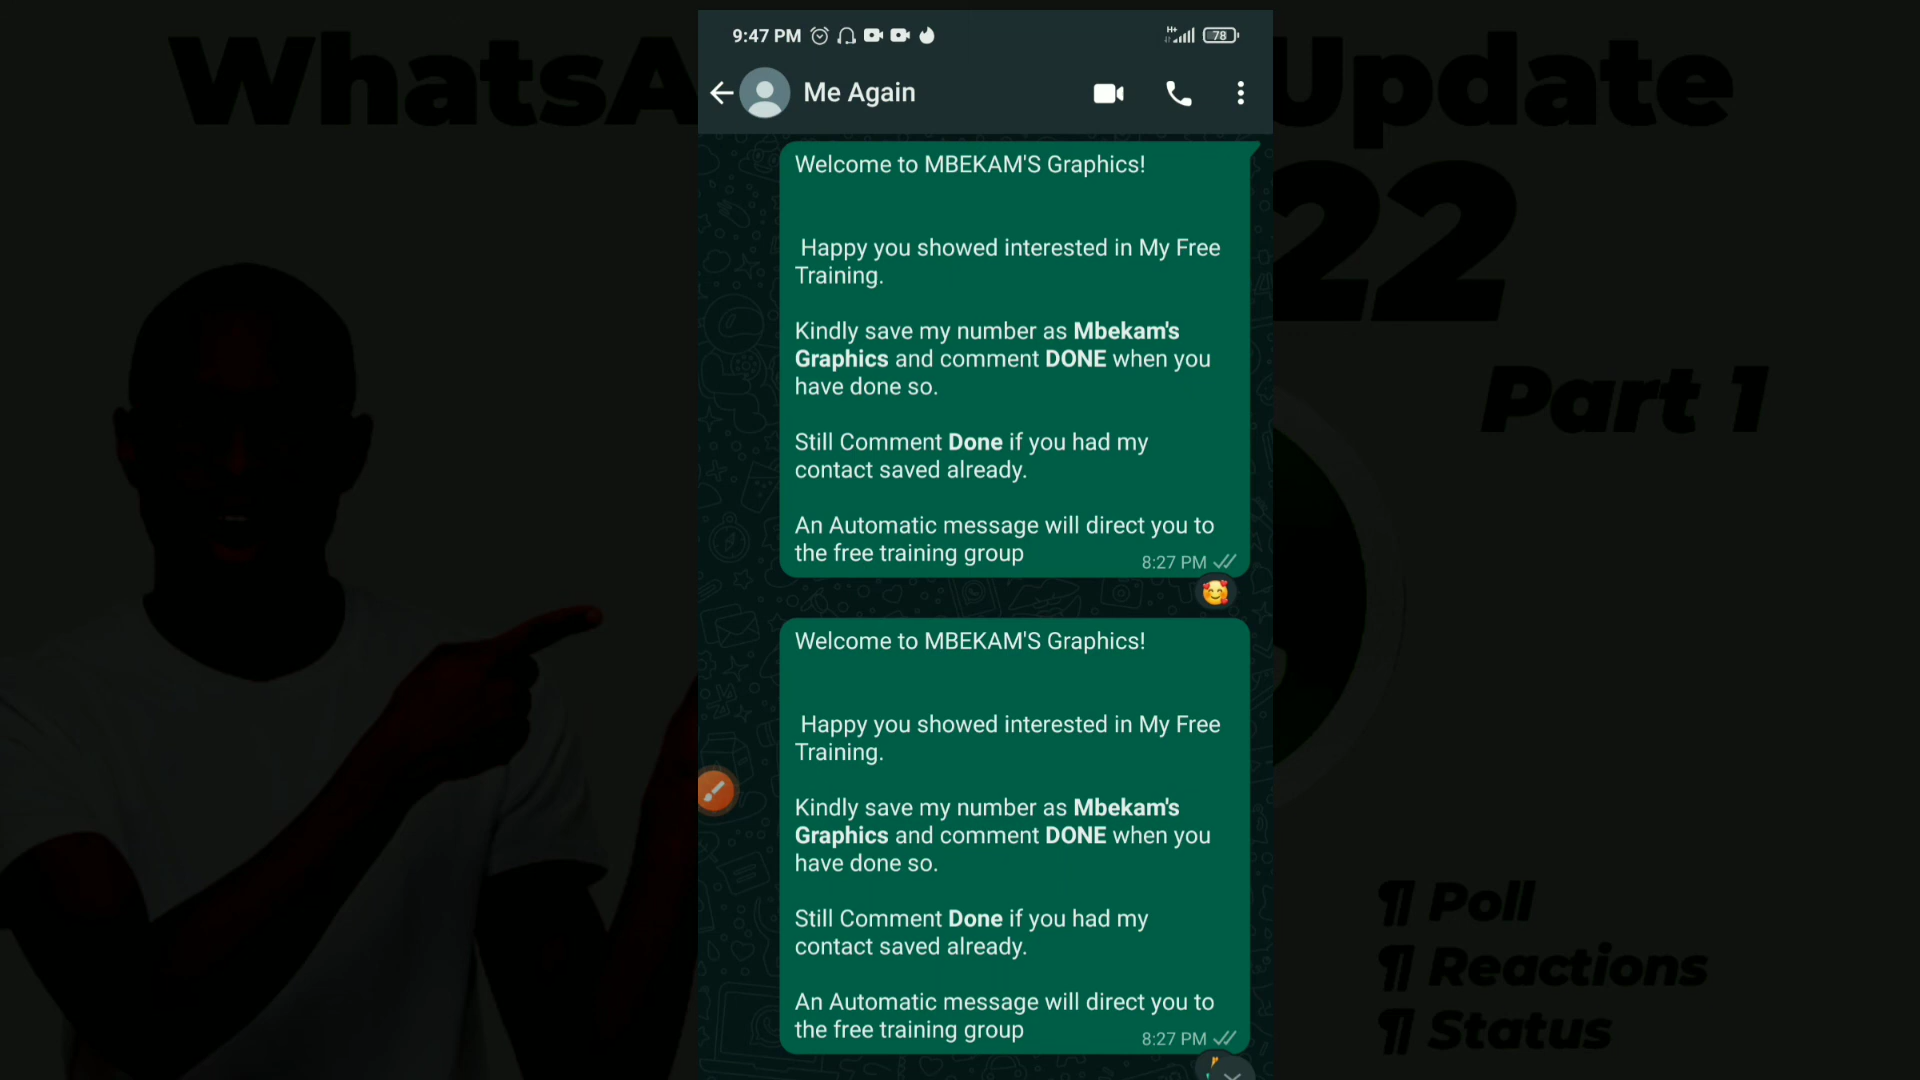 WhatsA
Update
22
Part 1
¶ Poll
¶ Reactions
¶ Status
9:47 PM
H+
78
Me Again
Welcome to MBEKAM'S Graphics!
Happy you showed interested in My Free
Training.
Kindly save my number as Mbekam's
Graphics and comment DONE when you
have done so.
Still Comment Done if you had my
contact saved already.
An Automatic message will direct you to
the free training group
8:27 PM
Welcome to MBEKAM'S Graphics!
Happy you showed interested in My Free
Training.
Kindly save my number as Mbekam's
Graphics and comment DONE when you
have done so.
Still Comment Done if you had my
contact saved already.
An Automatic message will direct you to
the free training group
8:27 PM